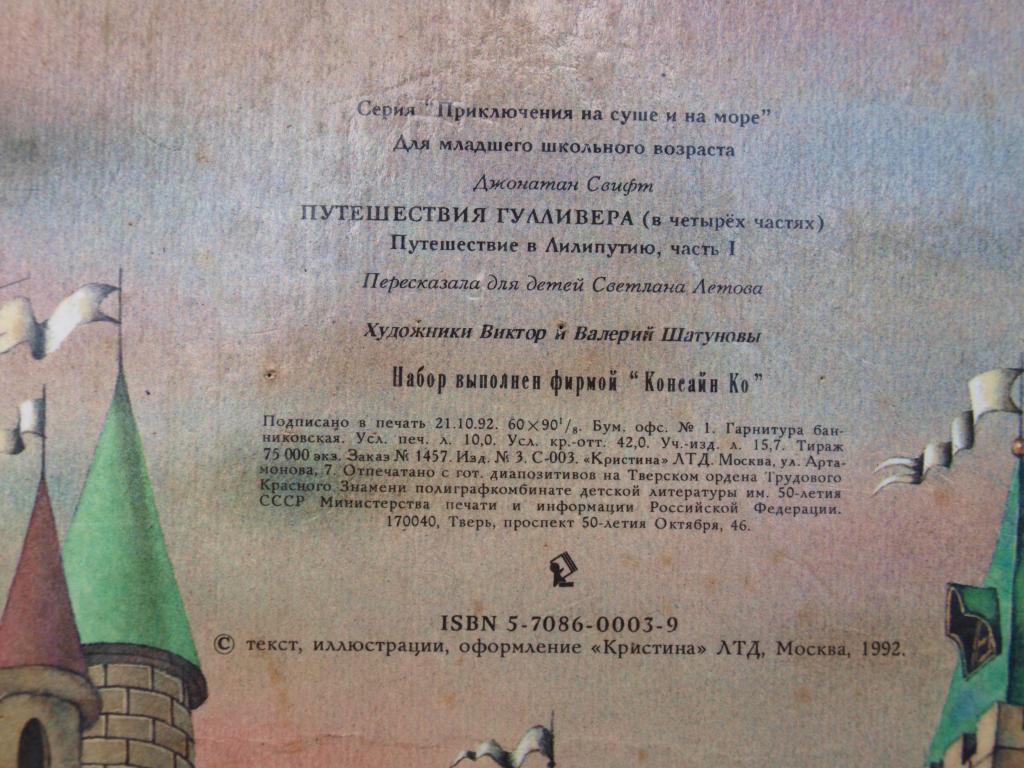 Серия "Приключения на суше и на море"
Для младшего школьного возраста
Джонатан Свифт
ПУТЕШЕСТВИЯ ГУЛЛИВЕРА (в четырёх частях)
Путешествие в Лилипутию, часть I
Пересказала для детей Светлана Летова
Художники Виктор и Валерий Шатуновы
Набор выполнен фирмой "Консайн Ко"
Подписано в печать 21.10.92. 60×90¹/₈. Бум. офс. № 1. Гарнитура бан-
никовская. Усл. печ. л. 10,0. Усл. кр.-отт. 42,0. Уч.-изд. л. 15,7. Тираж
75 000 экз. Заказ № 1457. Изд. № 3. С-003. «Кристина» ЛТД. Москва, ул. Арта-
монова, 7. Отпечатано с гот. диапозитивов на Тверском ордена Трудового
Красного Знамени полиграфкомбинате детской литературы им. 50-летия
СССР Министерства печати и информации Российской Федерации.
170040, Тверь, проспект 50-летия Октября, 46.
ISBN 5-7086-0003-9
© текст, иллюстрации, оформление «Кристина» ЛТД, Москва, 1992.